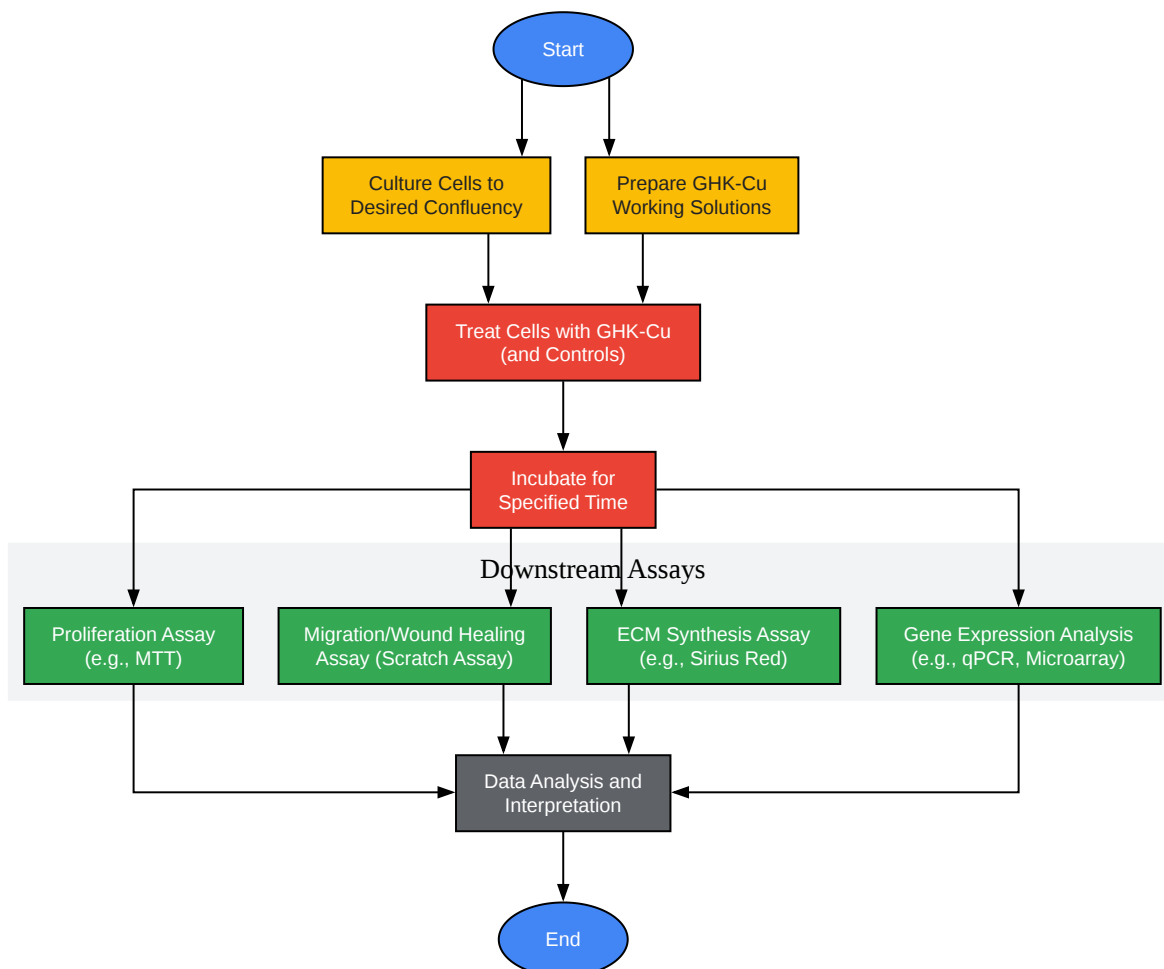 Start
Culture Cells to
Desired Confluency
Prepare GHK-Cu
Working Solutions
Treat Cells with GHK-Cu
(and Controls)
Incubate for
Specified Time
Downstream Assays
Proliferation Assay
(e.g., MTT)
Migration/Wound Healing
Assay (Scratch Assay)
ECM Synthesis Assay
(e.g., Sirius Red)
Gene Expression Analysis
(e.g., qPCR, Microarray)
Data Analysis and
Interpretation
End